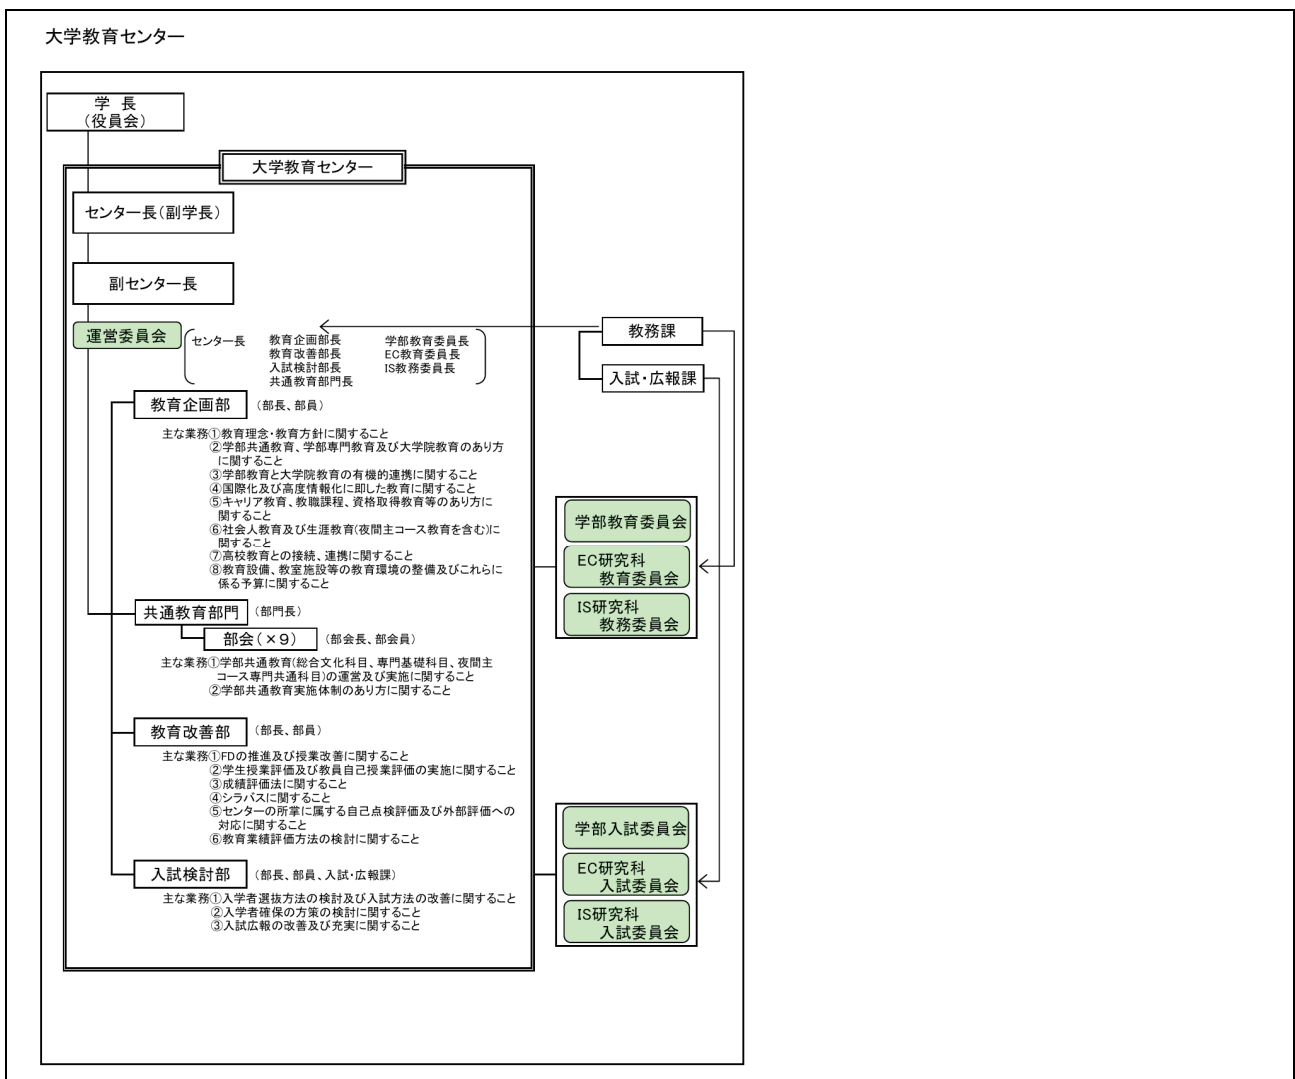 大学教育センター
学 長
(役員会)
大学教育センター
センター長(副学長)
副センター長
運営委員会
センター長
教育企画部長
教育改善部長
入試検討部長
共通教育部門長
学部教育委員長
EC教育委員長
IS教務委員長
教務課
入試・広報課
教育企画部 (部長、部員)
主な業務①教育理念・教育方針に関すること
②学部共通教育、学部専門教育及び大学院教育のあり方
に関すること
③学部教育と大学院教育の有機的連携に関すること
④国際化及び高度情報化に即した教育に関すること
⑤キャリア教育、教職課程、資格取得教育等のあり方に
関すること
⑥社会人教育及び生涯教育(夜間主コース教育を含む)に
関すること
⑦高校教育との接続、連携に関すること
⑧教育設備、教室施設等の教育環境の整備及びこれらに
係る予算に関すること
学部教育委員会
EC研究科
教育委員会
IS研究科
教務委員会
共通教育部門 (部門長)
部会(×9) (部会長、部会員)
主な業務①学部共通教育(総合文化科目、専門基礎科目、夜間主
コース専門共通科目)の運営及び実施に関すること
②学部共通教育実施体制のあり方に関すること
教育改善部 (部長、部員)
主な業務①FDの推進及び授業改善に関すること
②学生授業評価及び教員自己授業評価の実施に関すること
③成績評価法に関すること
④シラバスに関すること
⑤センターの所掌に属する自己点検評価及び外部評価への
対応に関すること
⑥教育業績評価方法の検討に関すること
学部入試委員会
EC研究科
入試委員会
IS研究科
入試委員会
入試検討部 (部長、部員、入試・広報課)
主な業務①入学者選抜方法の検討及び入試方法の改善に関すること
②入学者確保の方策の検討に関すること
③入試広報の改善及び充実に関すること